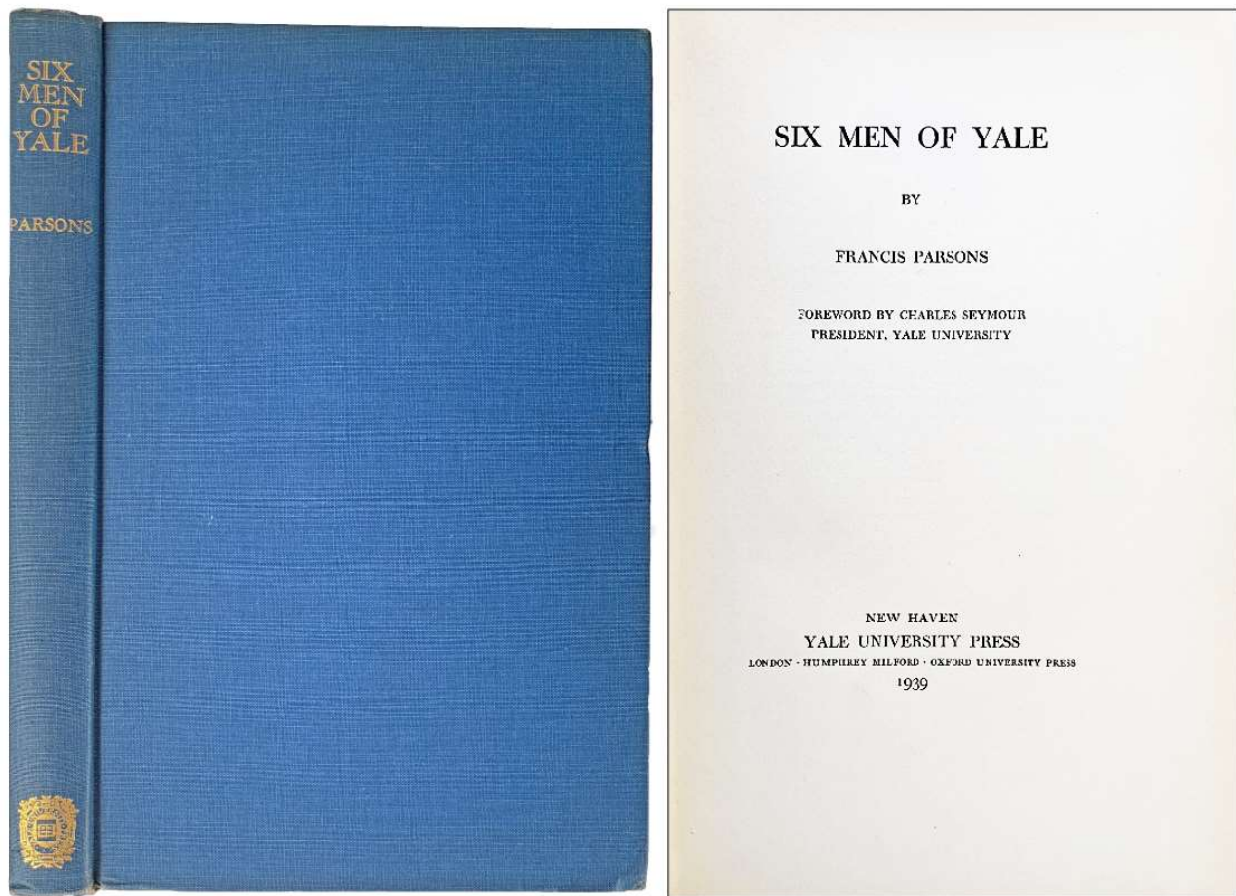 SIX
MEN
OF
YALE
PARSONS
SIX MEN OF YALE
BY
FRANCIS PARSONS
FOREWORD BY CHARLES SEYMOUR
PRESIDENT, YALE UNIVERSITY
NEW HAVEN
YALE UNIVERSITY PRESS
LONDON · HUMPHREY MILFORD · OXFORD UNIVERSITY PRESS
1939